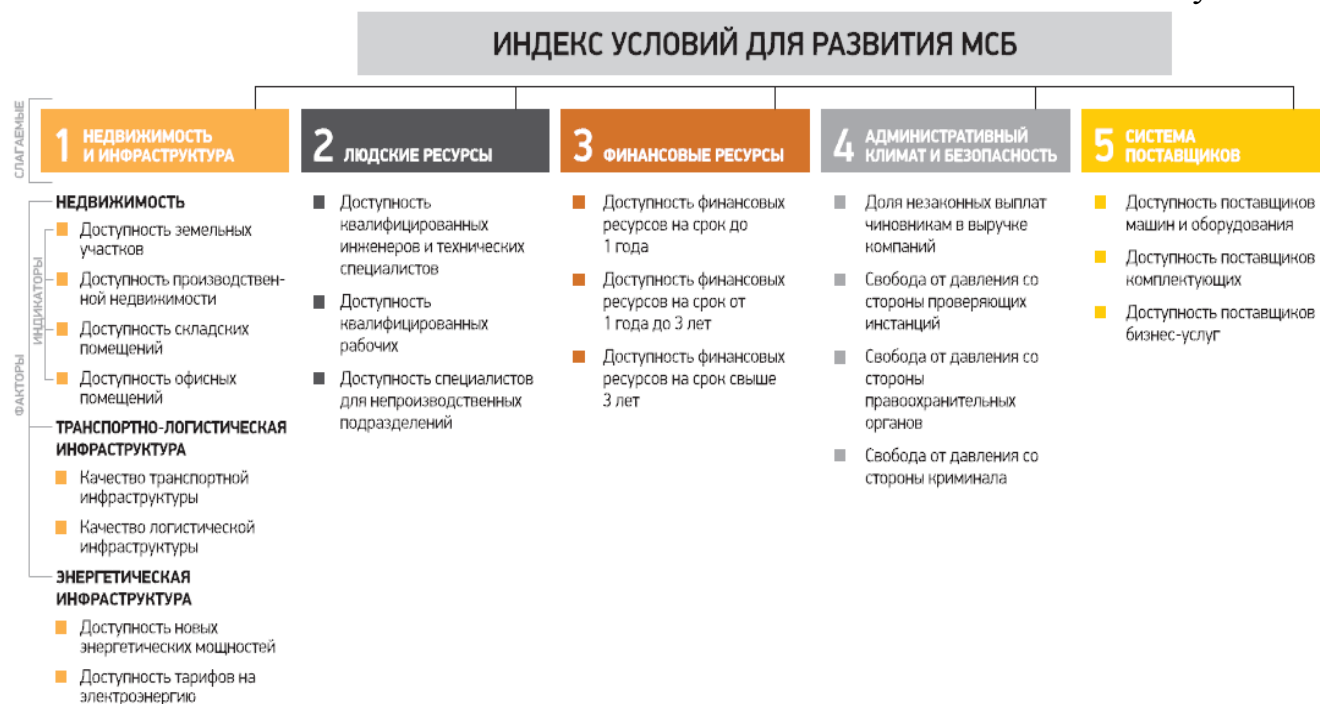 ИНДЕКС УСЛОВИЙ ДЛЯ РАЗВИТИЯ МСБ
СЛАГАЕМЫЕ
1 НЕДВИЖИМОСТЬ
И ИНФРАСТРУКТУРА
2 ЛЮДСКИЕ РЕСУРСЫ
3 ФИНАНСОВЫЕ РЕСУРСЫ
4 АДМИНИСТРАТИВНЫЙ
КЛИМАТ И БЕЗОПАСНОСТЬ
5 СИСТЕМА
ПОСТАВЩИКОВ
ФАКТОРЫ
ИНДИКАТОРЫ
НЕДВИЖИМОСТЬ
Доступность земельных
участков
Доступность производствен-
ной недвижимости
Доступность складских
помещений
Доступность офисных
помещений
ТРАНСПОРТНО-ЛОГИСТИЧЕСКАЯ
ИНФРАСТРУКТУРА
Качество транспортной
инфраструктуры
Качество логистической
инфраструктуры
ЭНЕРГЕТИЧЕСКАЯ
ИНФРАСТРУКТУРА
Доступность новых
энергетических мощностей
Доступность тарифов на
электроэнергию
Доступность
квалифицированных
инженеров и технических
специалистов
Доступность
квалифицированных
рабочих
Доступность специалистов
для непроизводственных
подразделений
Доступность финансовых
ресурсов на срок до
1 года
Доступность финансовых
ресурсов на срок от
1 года до 3 лет
Доступность финансовых
ресурсов на срок свыше
3 лет
Доля незаконных выплат
чиновникам в выручке
компаний
Свобода от давления со
стороны проверяющих
инстанций
Свобода от давления со
стороны
правоохранительных
органов
Свобода от давления со
стороны криминала
Доступность поставщиков
машин и оборудования
Доступность поставщиков
комплектующих
Доступность поставщиков
бизнес-услуг